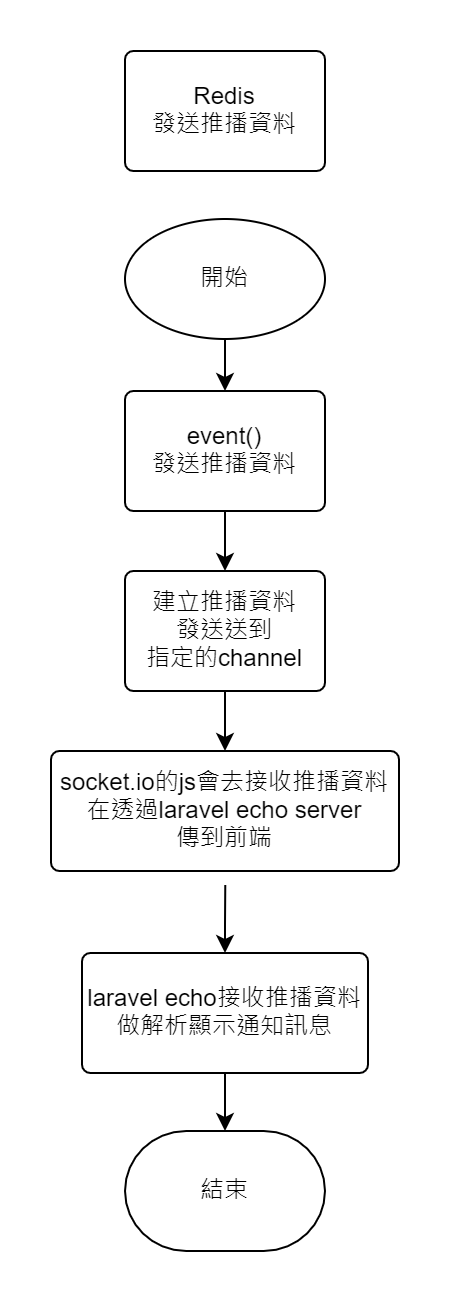 Redis
發送推播資料
開始
event()
發送推播資料
建立推播資料
發送送到
指定的channel
socket.io的js會去接收推播資料
在透過laravel echo server
傳到前端
laravel echo接收推播資料
做解析顯示通知訊息
結束